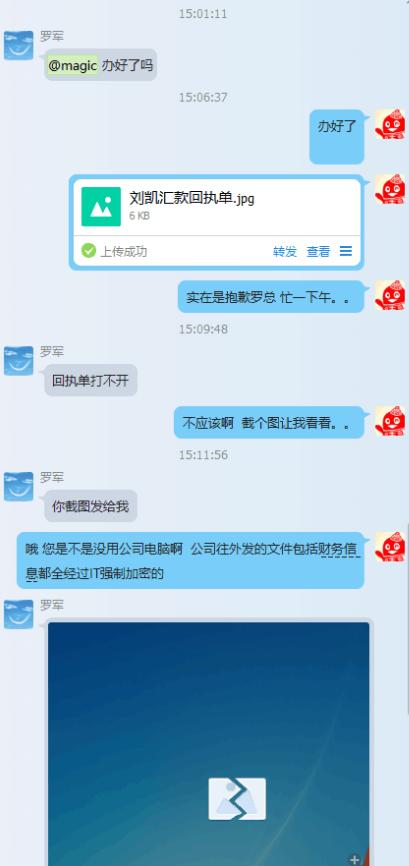 15:01:11
罗军
@magic 办好了吗
15:06:37
办好了
刘凯汇款回执单.jpg
6 KB
上传成功
转发 查看
实在是抱歉罗总 忙一下午。。
15:09:48
罗军
回执单打不开
不应该啊 截个图让我看看。。
15:11:56
罗军
你截图发给我
哦 您是不是没用公司电脑啊 公司往外发的文件包括财务信
息都全经过IT强制加密的
罗军